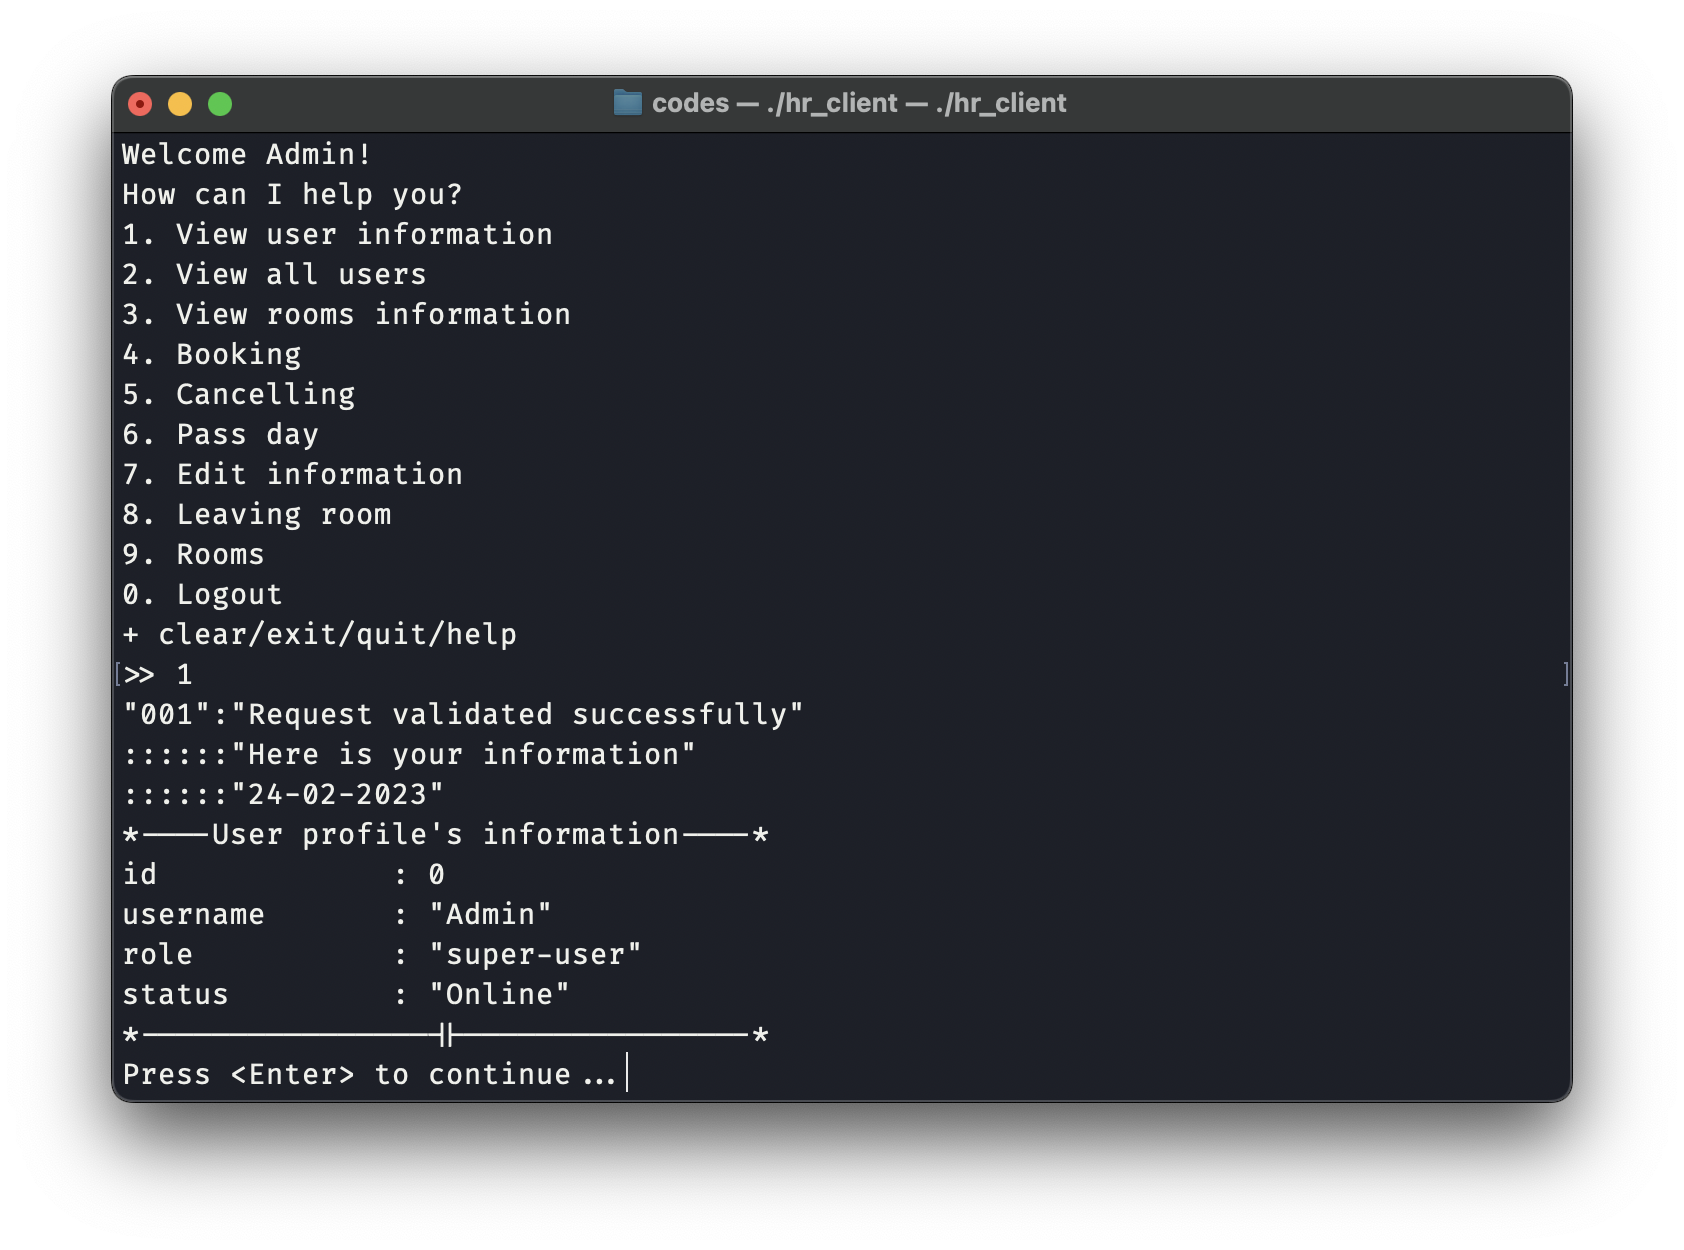 codes — ./hr_client — ./hr_client
Welcome Admin!
How can I help you?
1. View user information
2. View all users
3. View rooms information
4. Booking
5. Cancelling
6. Pass day
7. Edit information
8. Leaving room
9. Rooms
0. Logout
+ clear/exit/quit/help
[>> 1 ]
"001":"Request validated successfully"
::::::"Here is your information"
::::::"24-02-2023"
*----User profile's information----*
id             : 0
username       : "Admin"
role           : "super-user"
status         : "Online"
*-----------------||-----------------*
Press <Enter> to continue...